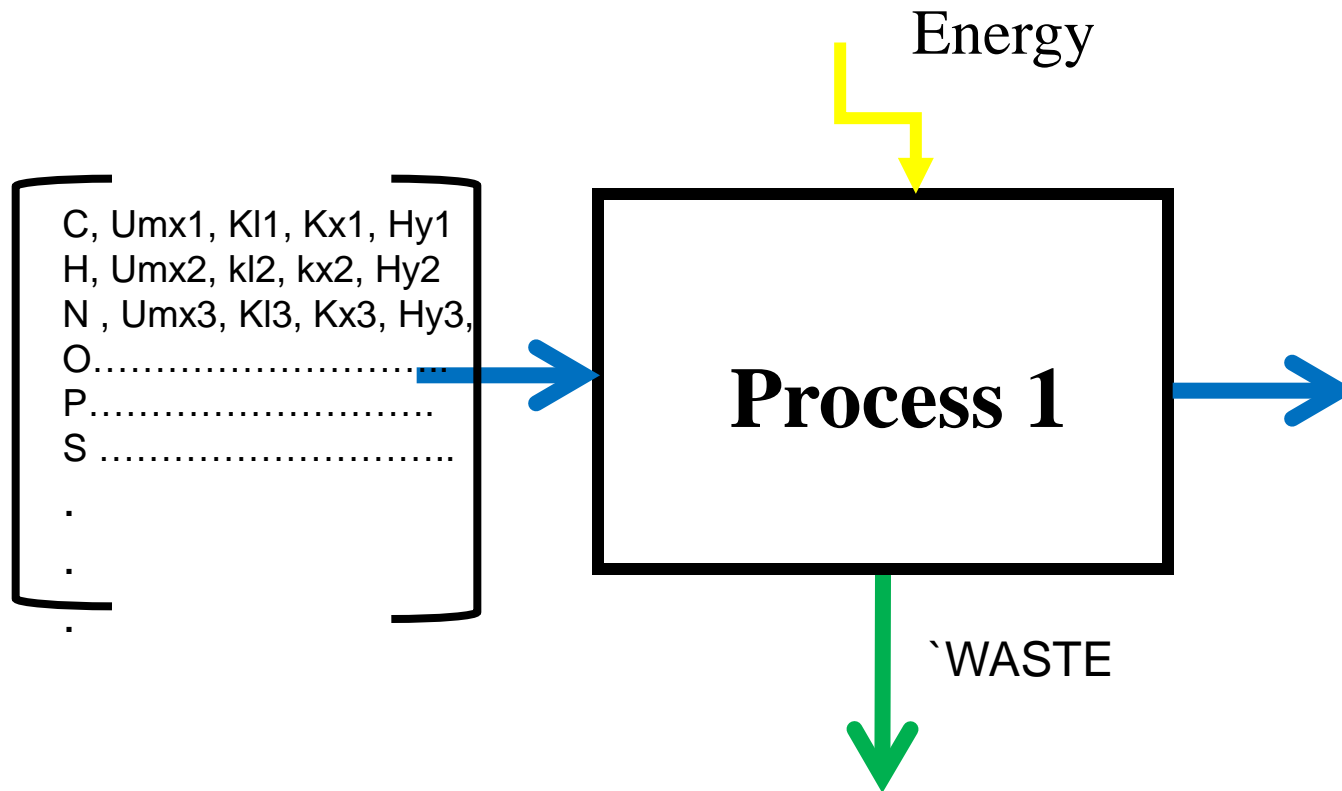 Energy
C, Umx1, Kl1, Kx1, Hy1
H, Umx2, kl2, kx2, Hy2
N , Umx3, Kl3, Kx3, Hy3,
O…………………………..
P……………………….
S ………………………..
.
.
.
Process 1
`WASTE